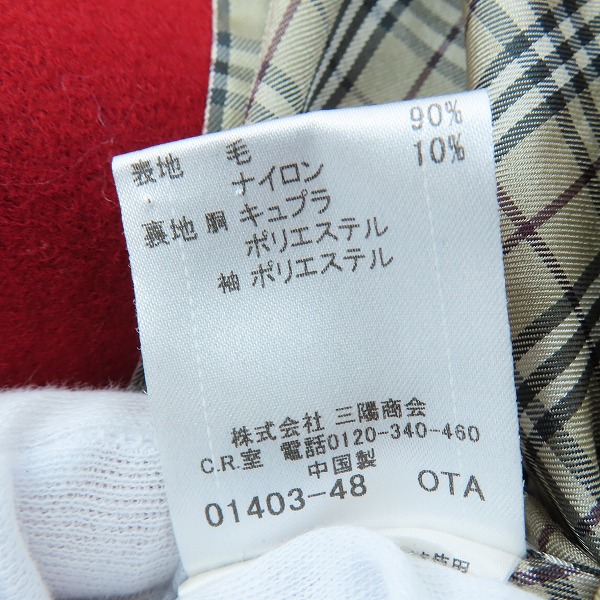 表地 毛 90%
ナイロン 10%
裏地 胴 キュプラ
ポリエステル
袖 ポリエステル
株式会社 三陽商会
C.R.室 電話0120-340-460
中国製
01403-48 OTA
使用